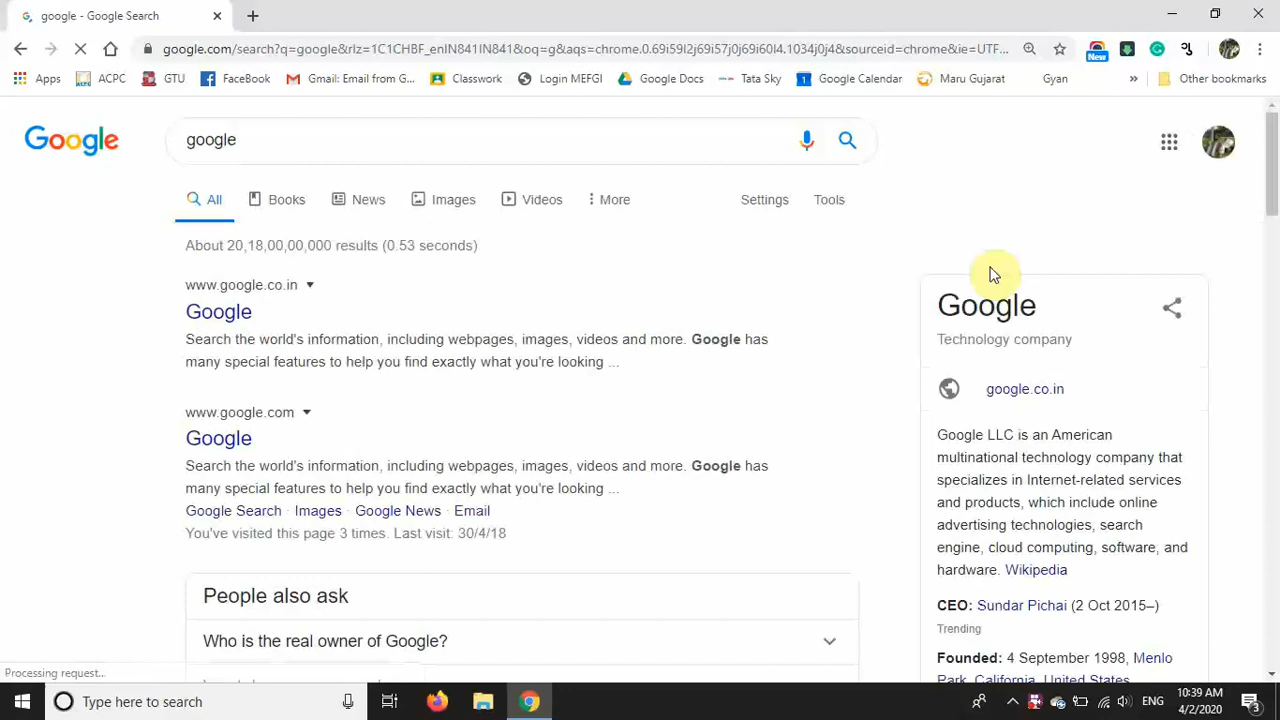 google - Google Search
google.com/search?q=google&rlz=1C1CHBF_enIN841IN841&oq=g&aqs=chrome.0.69i59l2j69i57j0j69i60l4.1034j0j4&sourceid=chrome&ie=UTF...
New
Apps ACPC GTU FaceBook Gmail: Email from G... Classwork Login MEFGI Google Docs Tata Sky Google Calendar Maru Gujarat Gyan » Other bookmarks
Google
google
All Books News Images Videos More Settings Tools
About 20,18,00,00,000 results (0.53 seconds)
www.google.co.in
Google
Search the world's information, including webpages, images, videos and more. Google has
many special features to help you find exactly what you're looking ...
www.google.com
Google
Search the world's information, including webpages, images, videos and more. Google has
many special features to help you find exactly what you're looking ...
Google Search · Images · Google News · Email
You've visited this page 3 times. Last visit: 30/4/18
People also ask
Who is the real owner of Google?
Google
Technology company
google.co.in
Google LLC is an American
multinational technology company that
specializes in Internet-related services
and products, which include online
advertising technologies, search
engine, cloud computing, software, and
hardware. Wikipedia
CEO: Sundar Pichai (2 Oct 2015–)
Trending
Founded: 4 September 1998, Menlo
Park, California, United States
Processing request...
Type here to search
ENG
10:39 AM
4/2/2020
3